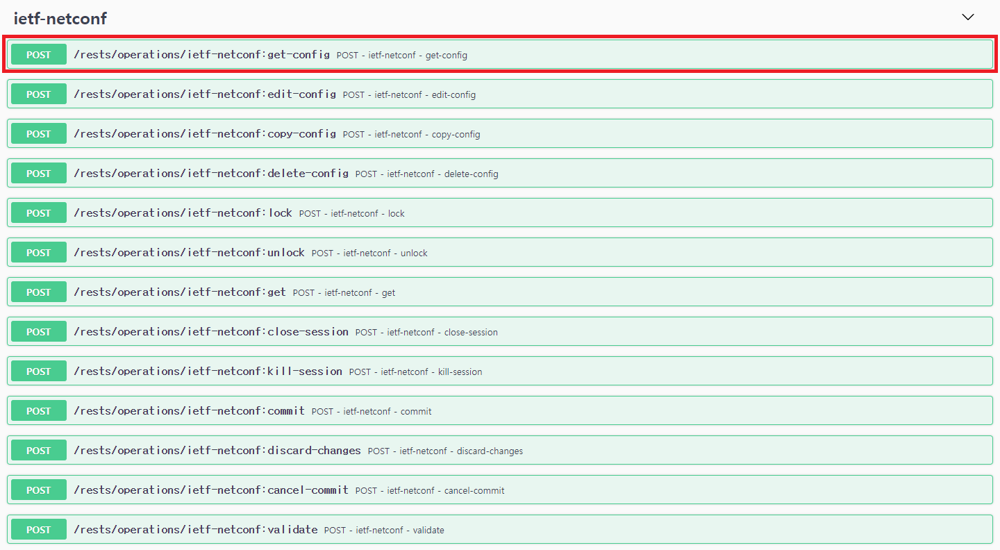 ietf-netconf
POST /rests/operations/ietf-netconf:get-config POST - ietf-netconf - get-config
POST /rests/operations/ietf-netconf:edit-config POST - ietf-netconf - edit-config
POST /rests/operations/ietf-netconf:copy-config POST - ietf-netconf - copy-config
POST /rests/operations/ietf-netconf:delete-config POST - ietf-netconf - delete-config
POST /rests/operations/ietf-netconf:lock POST - ietf-netconf - lock
POST /rests/operations/ietf-netconf:unlock POST - ietf-netconf - unlock
POST /rests/operations/ietf-netconf:get POST - ietf-netconf - get
POST /rests/operations/ietf-netconf:close-session POST - ietf-netconf - close-session
POST /rests/operations/ietf-netconf:kill-session POST - ietf-netconf - kill-session
POST /rests/operations/ietf-netconf:commit POST - ietf-netconf - commit
POST /rests/operations/ietf-netconf:discard-changes POST - ietf-netconf - discard-changes
POST /rests/operations/ietf-netconf:cancel-commit POST - ietf-netconf - cancel-commit
POST /rests/operations/ietf-netconf:validate POST - ietf-netconf - validate